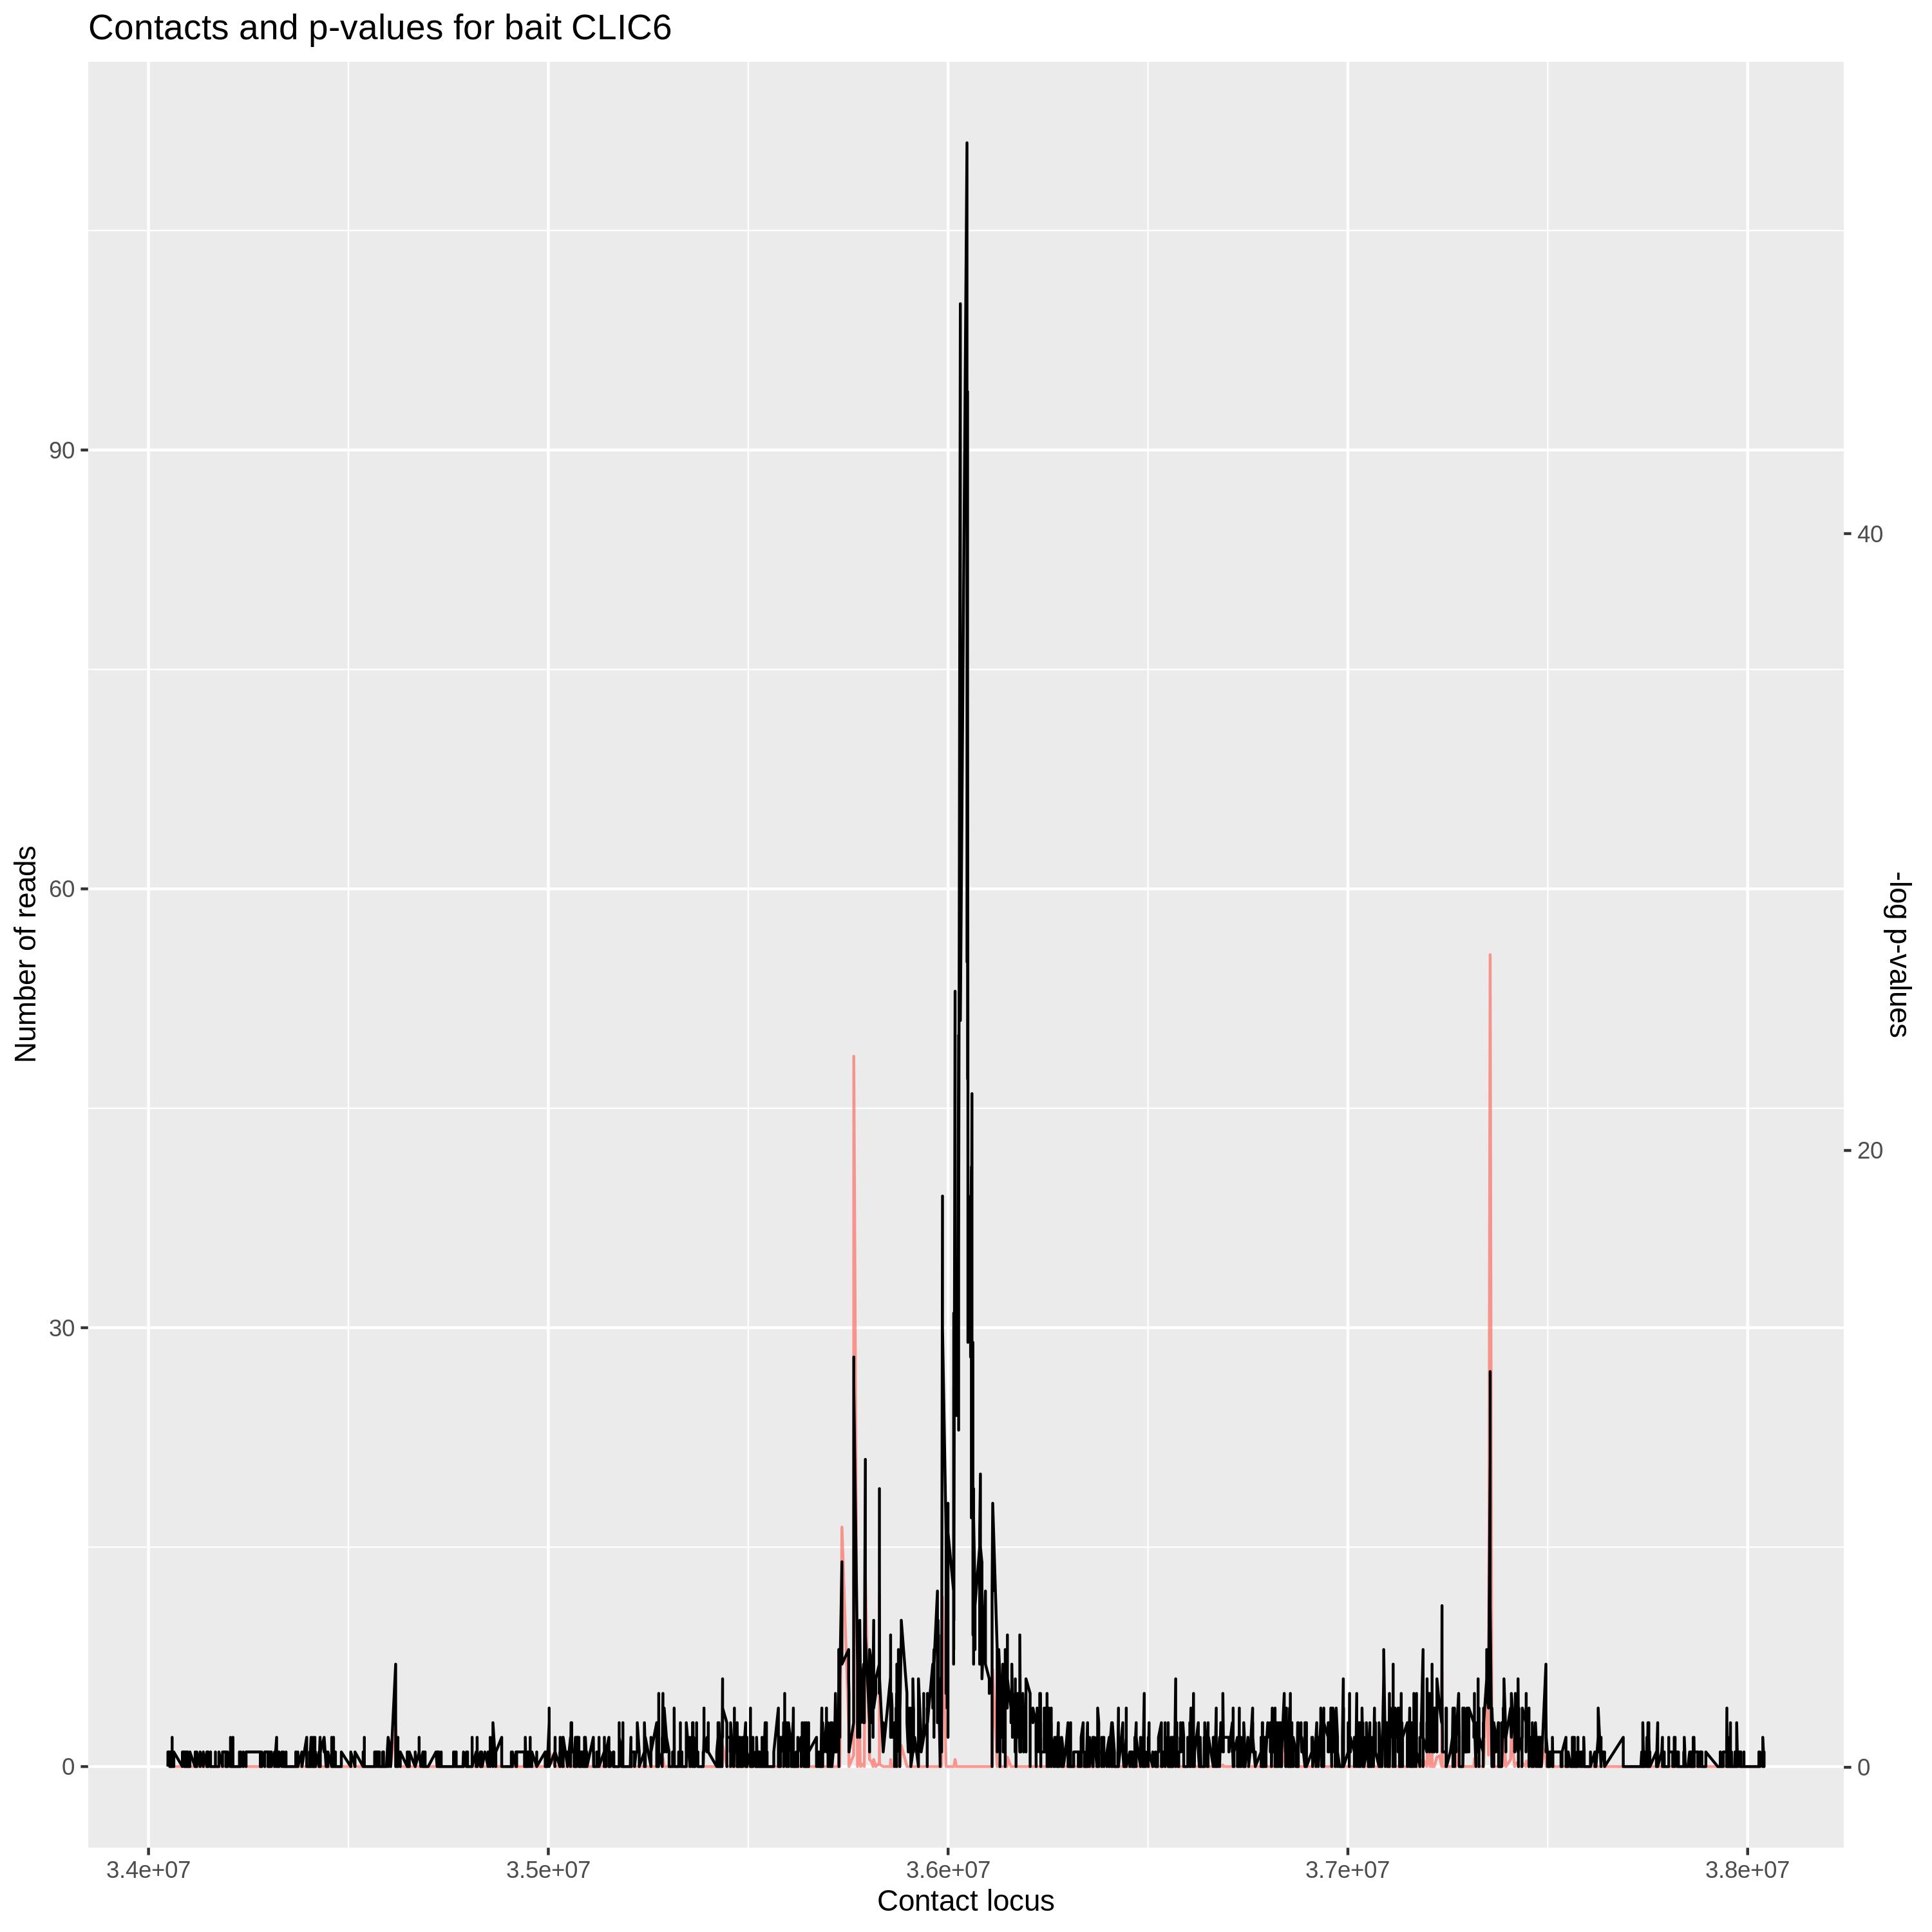 Contacts and p-values for bait CLIC6
90
60
30
0
Number of reads
40
20
0
-log p-values
3.4e+07 3.5e+07 3.6e+07 3.7e+07 3.8e+07
Contact locus